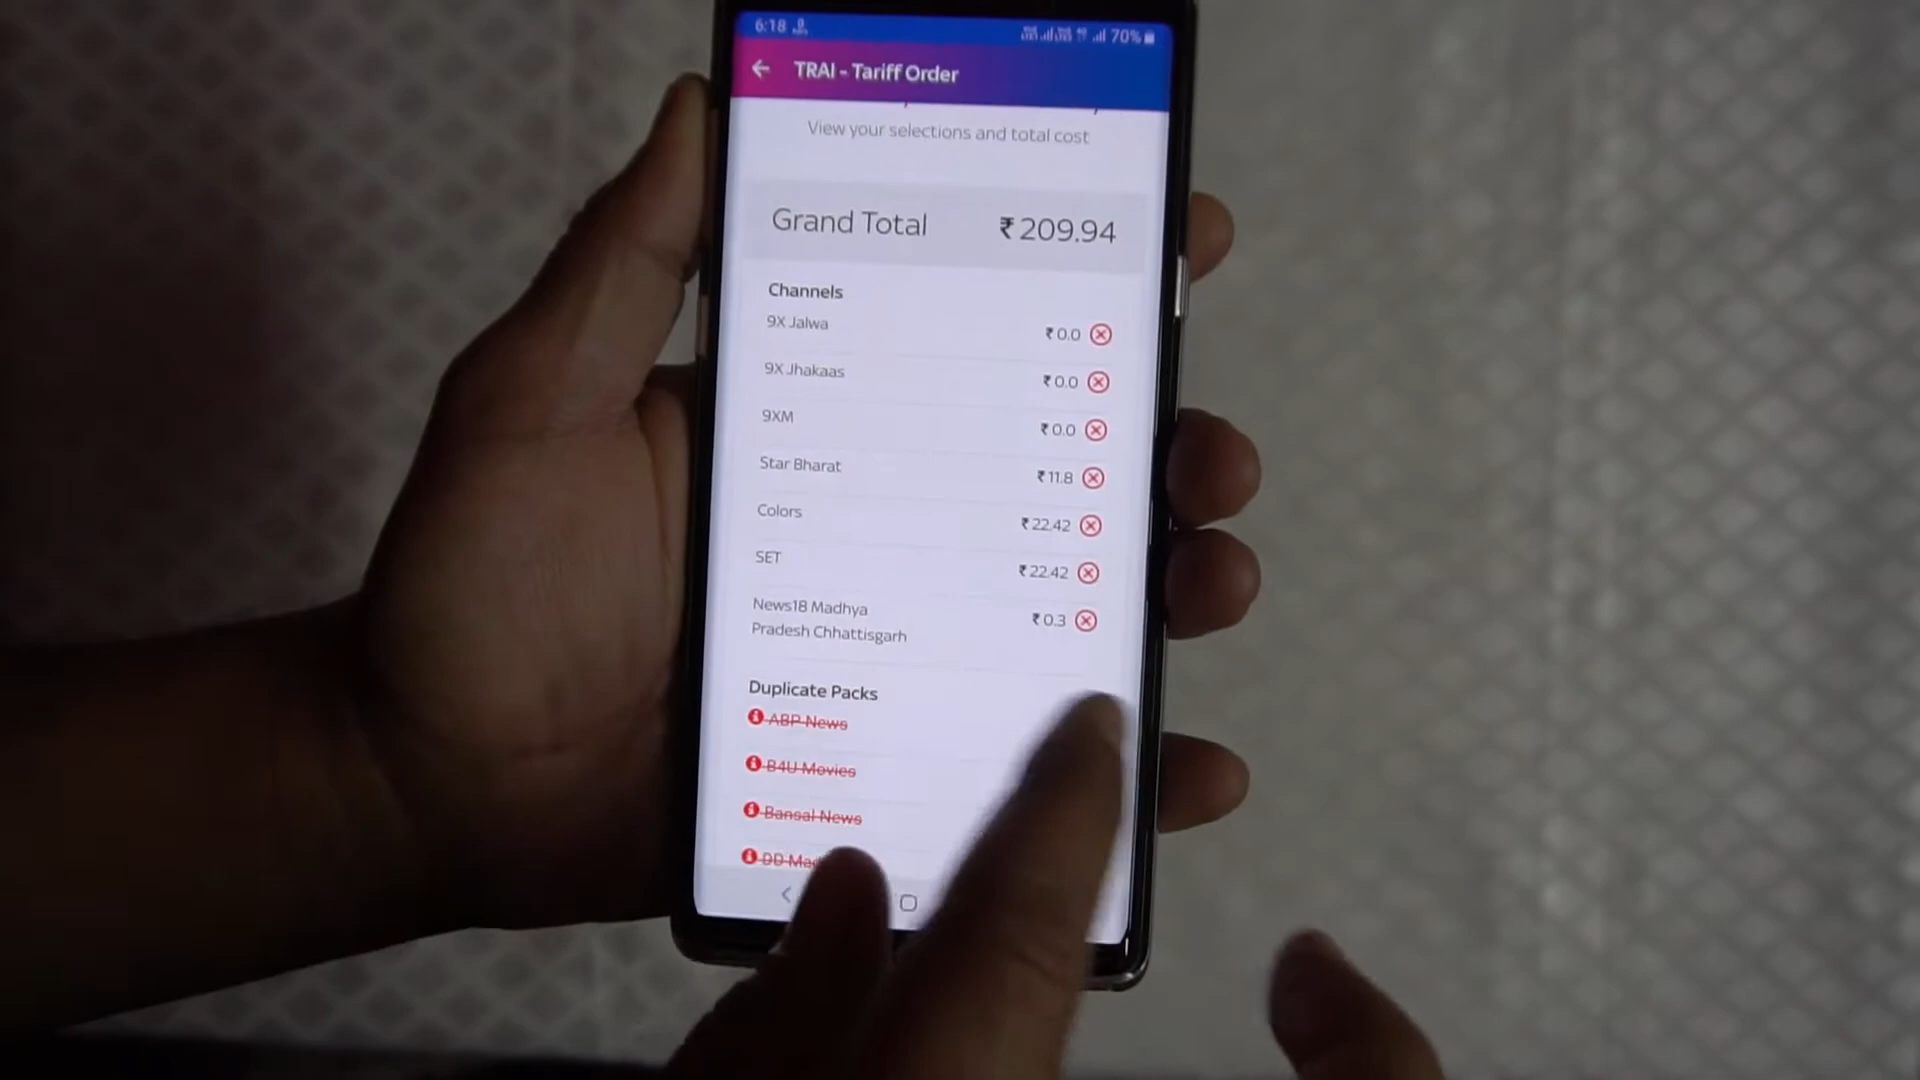 6:18
70%
TRAI - Tariff Order
View your selections and total cost
Grand Total ₹209.94
Channels
9X Jalwa ₹0.0
9X Jhakaas ₹0.0
9XM ₹0.0
Star Bharat ₹11.8
Colors ₹22.42
SET ₹22.42
News18 Madhya
Pradesh Chhattisgarh ₹0.3
Duplicate Packs
ABP News
B4U Movies
Bansal News
DD